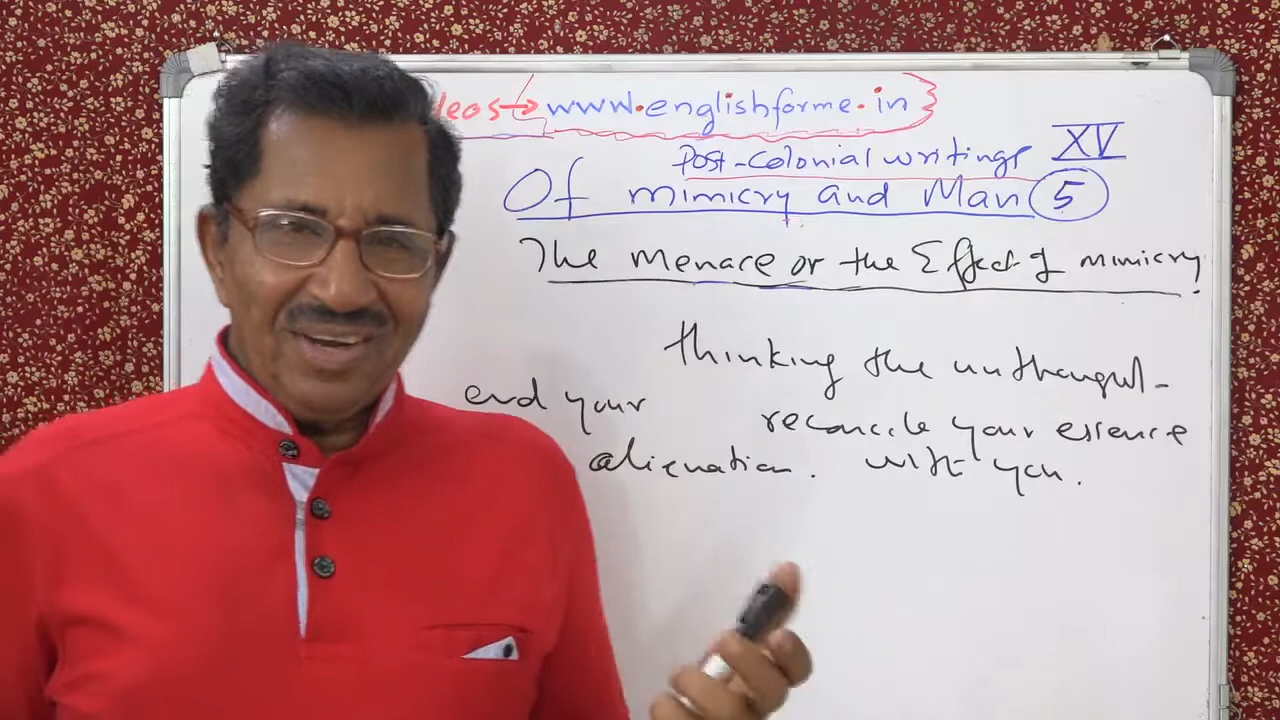 deos → www.englishforme.in
Post-Colonial writings XV
Of mimicry and Man 5
The Menace or the Effect of mimicry
thinking the unthought-
end your reconcile your essence
alienation. with you.